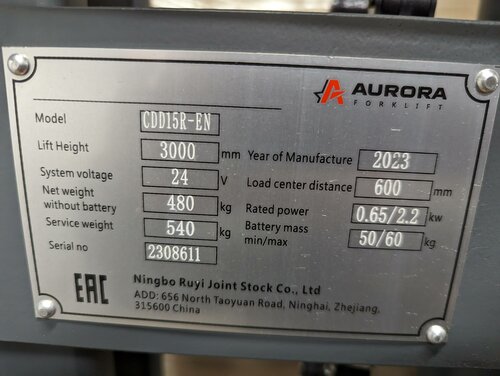 AURORA
FORKLIFT
Model CDD15R-EN
Lift Height 3000 mm Year of Manufacture 2023
System voltage 24 V Load center distance 600 mm
Net weight without battery 480 kg Rated power 0.65/2.2 kw
Service weight 540 kg Battery mass min/max 50/60 kg
Serial no 2308611
EAC Ningbo Ruyi Joint Stock Co., Ltd
ADD: 656 North Taoyuan Road, Ninghai, Zhejiang,
315600 China